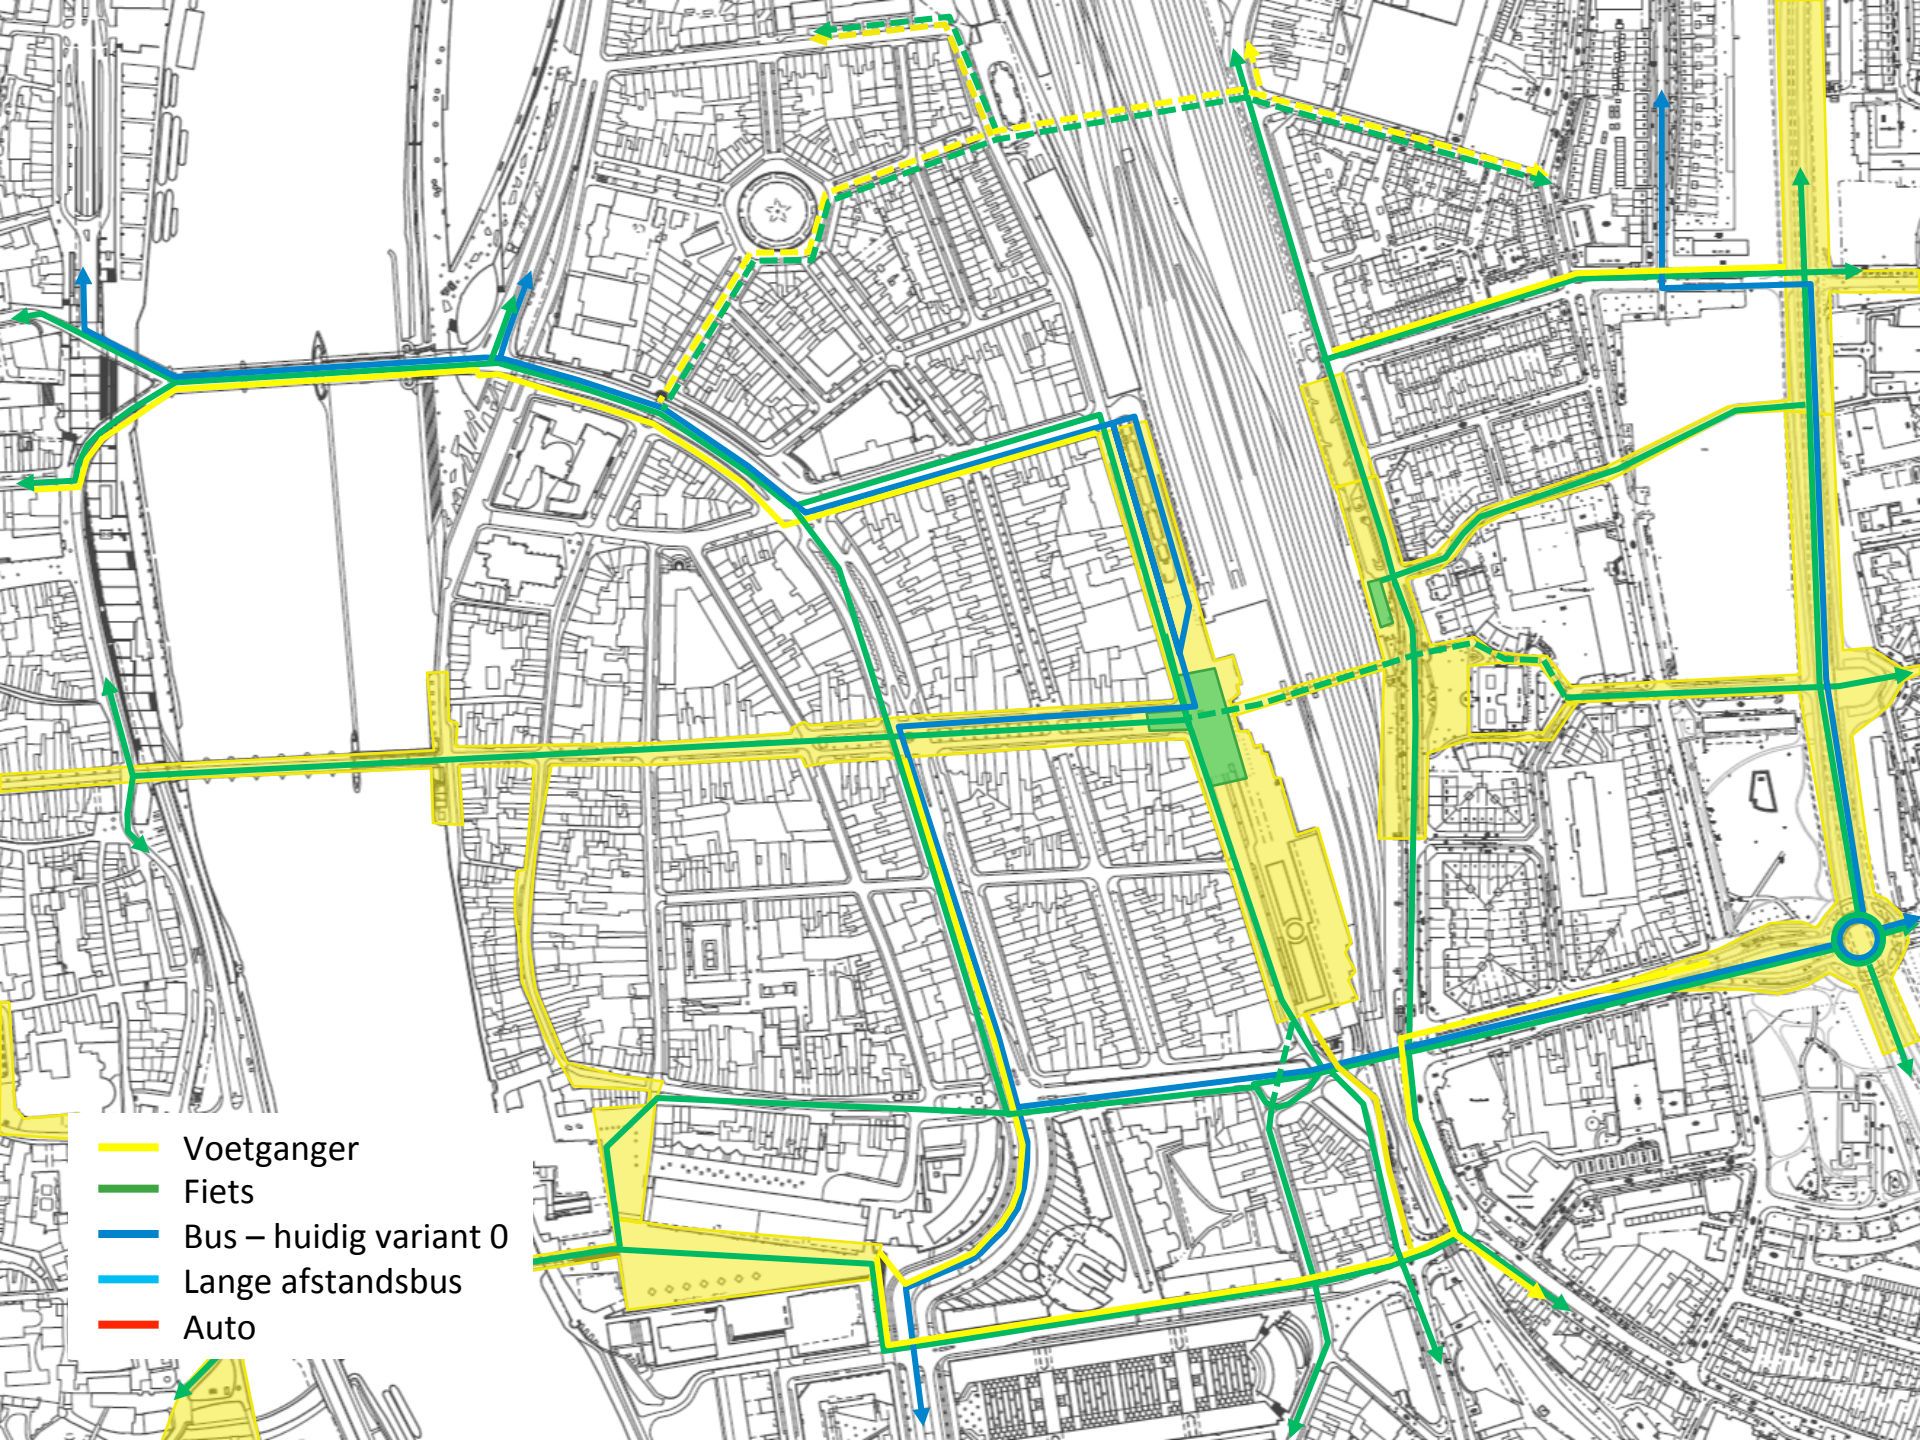 Voetganger
Fiets
Bus – huidig variant 0
Lange afstandsbus
Auto